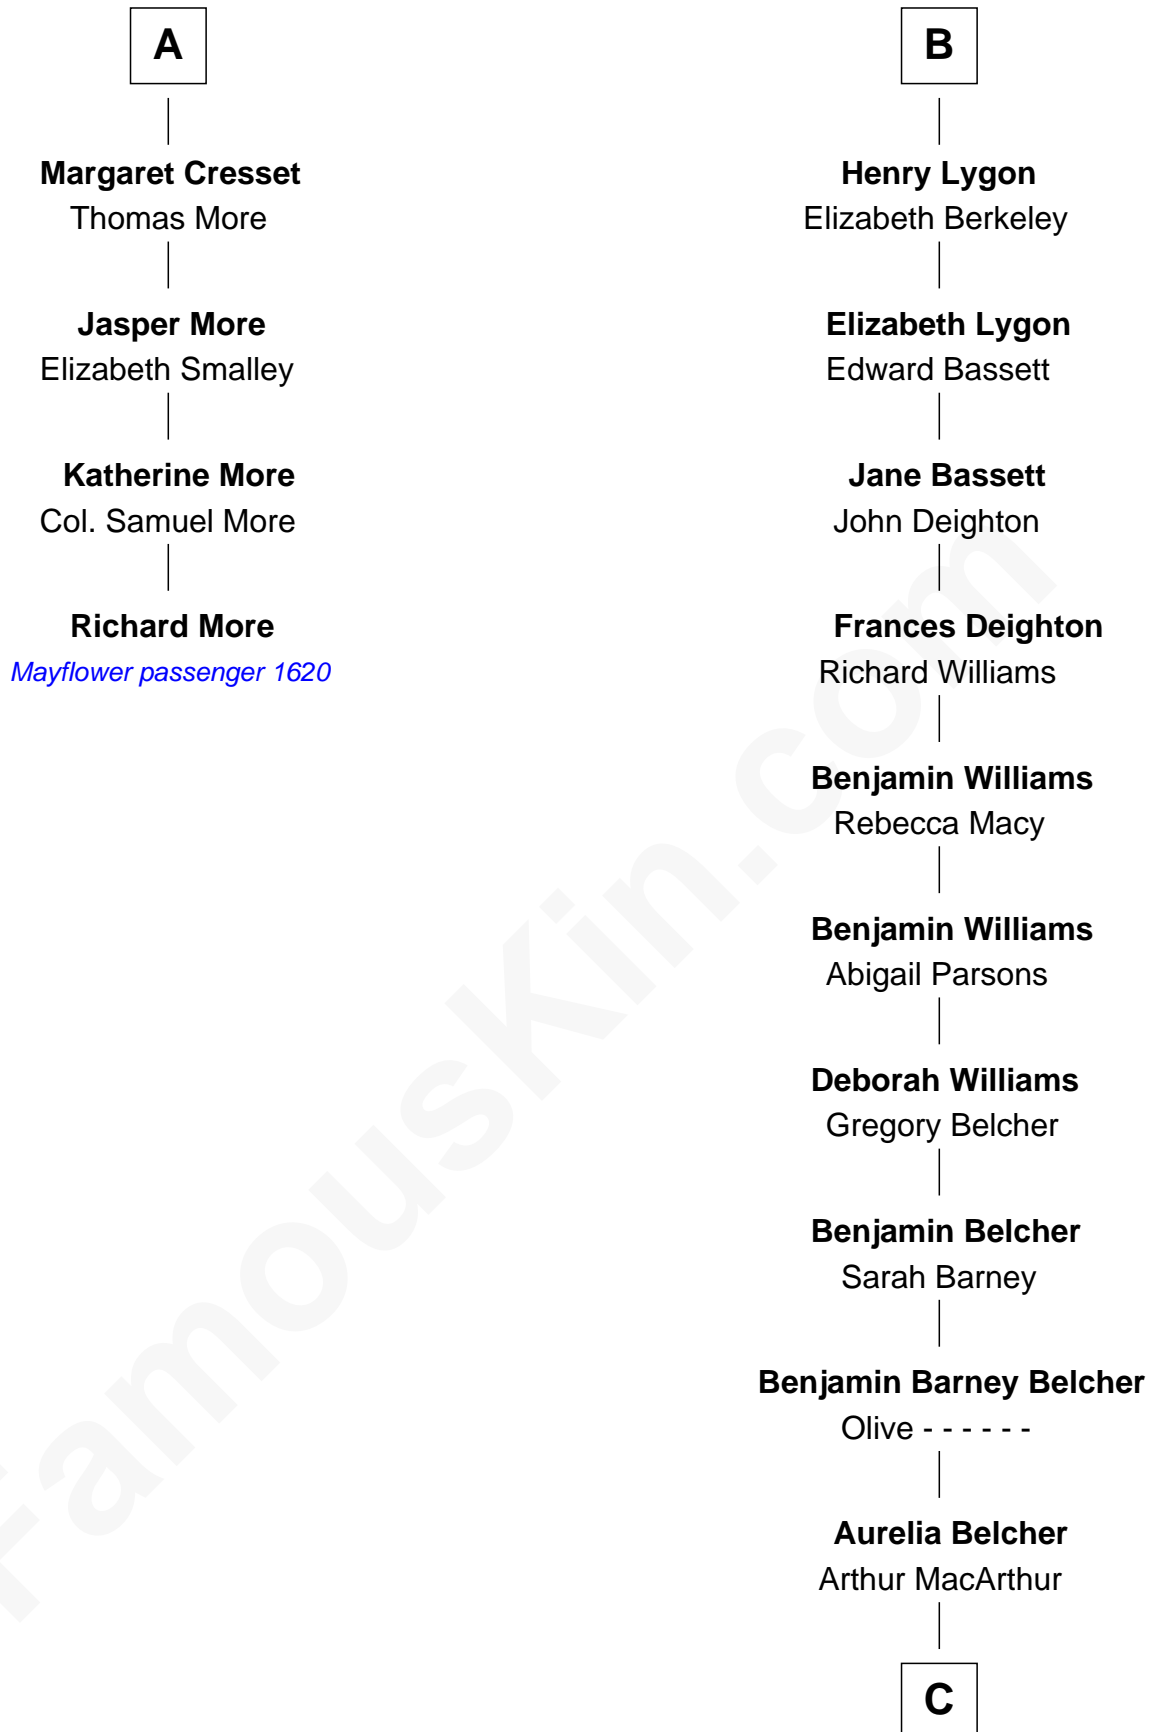 A
Margaret Cresset
Thomas More
Jasper More
Elizabeth Smalley
Katherine More
Col. Samuel More
Richard More
Mayflower passenger 1620
B
Henry Lygon
Elizabeth Berkeley
Elizabeth Lygon
Edward Bassett
Jane Bassett
John Deighton
Frances Deighton
Richard Williams
Benjamin Williams
Rebecca Macy
Benjamin Williams
Abigail Parsons
Deborah Williams
Gregory Belcher
Benjamin Belcher
Sarah Barney
Benjamin Barney Belcher
Olive - - - - - -
Aurelia Belcher
Arthur MacArthur
C
FamousKin.com